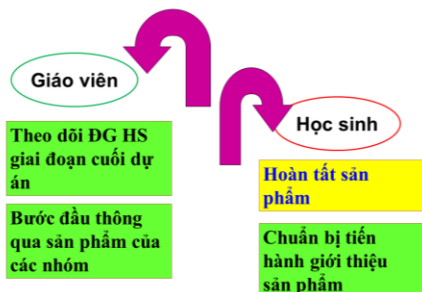 Giáo viên
Theo dõi ĐG HS
giai đoạn cuối dự
án
Bước đầu thông
qua sản phẩm của
các nhóm
Học sinh
Hoàn tất sản
phẩm
Chuẩn bị tiến
hành giới thiệu
sản phẩm